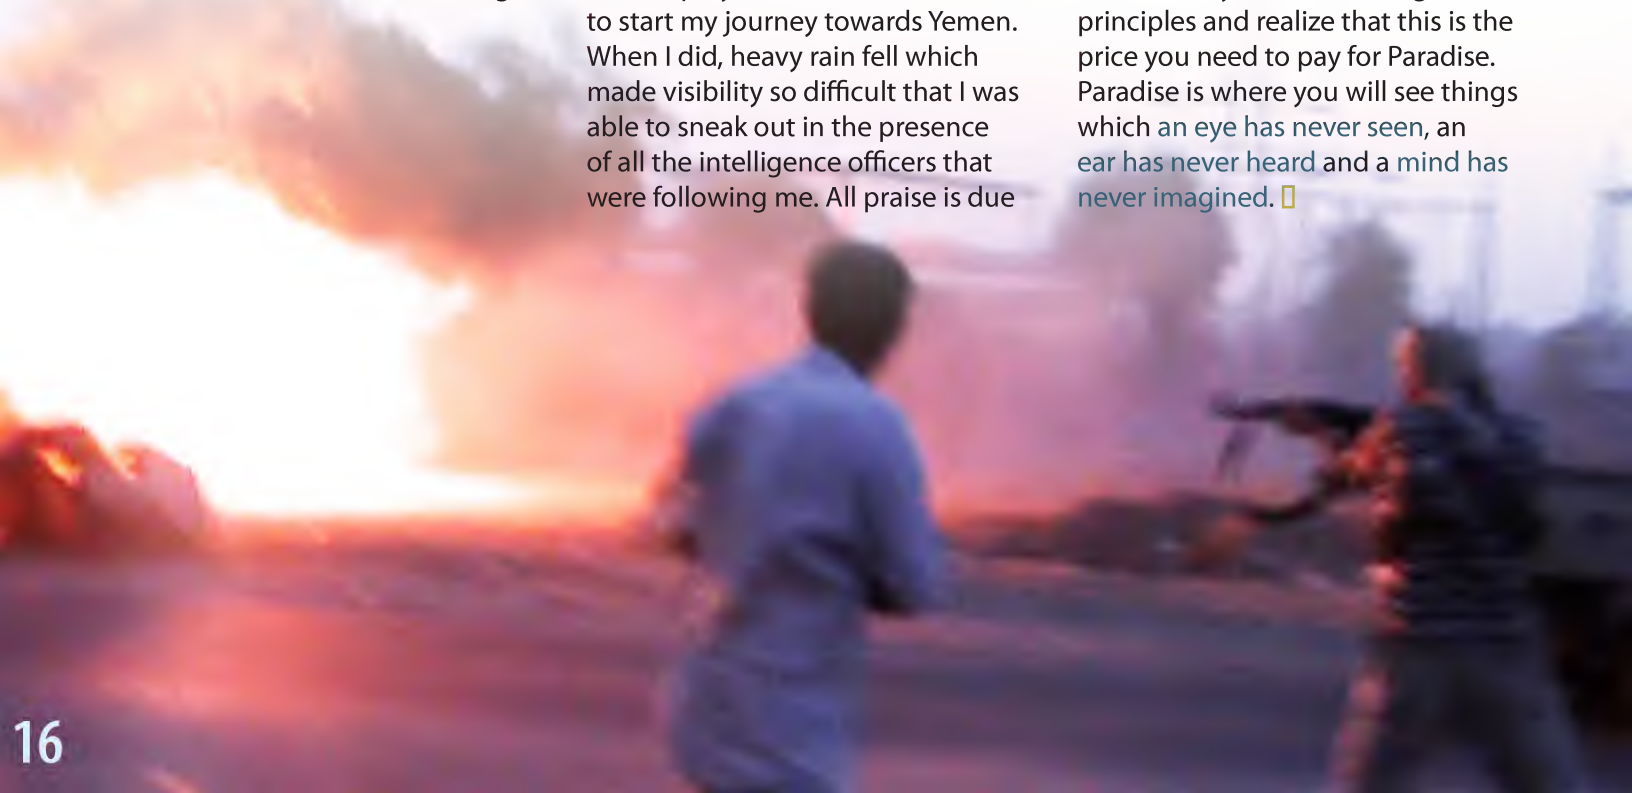 to start my journey towards Yemen.
When I did, heavy rain fell which
made visibility so difficult that I was
able to sneak out in the presence
of all the intelligence officers that
were following me. All praise is due
principles and realize that this is the
price you need to pay for Paradise.
Paradise is where you will see things
which an eye has never seen, an
ear has never heard and a mind has
never imagined.
16